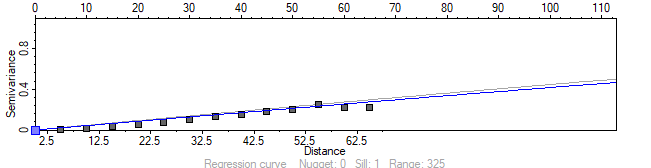 0 10 20 30 40 50 60 70 80 90 100 110
0.8
0.4
0
Semivariance
2.5 12.5 22.5 32.5 42.5 52.5 62.5
Distance
Regression curve Nugget: 0 Sill: 1 Range: 325